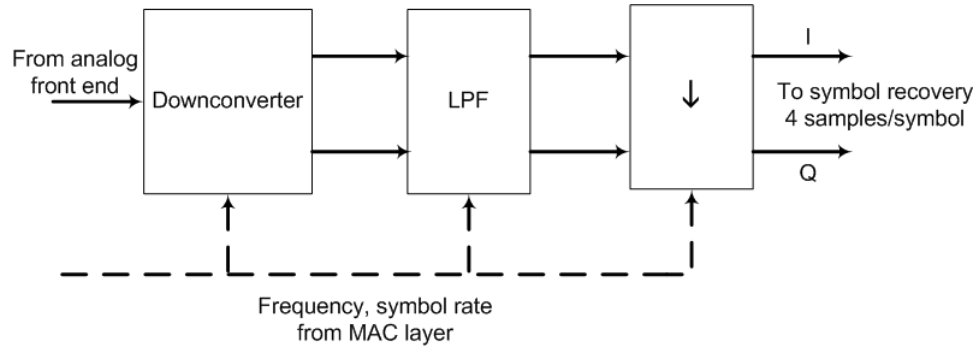 From analog
front end
Downconverter
LPF
↓
I
To symbol recovery
4 samples/symbol
Q
Frequency, symbol rate
from MAC layer